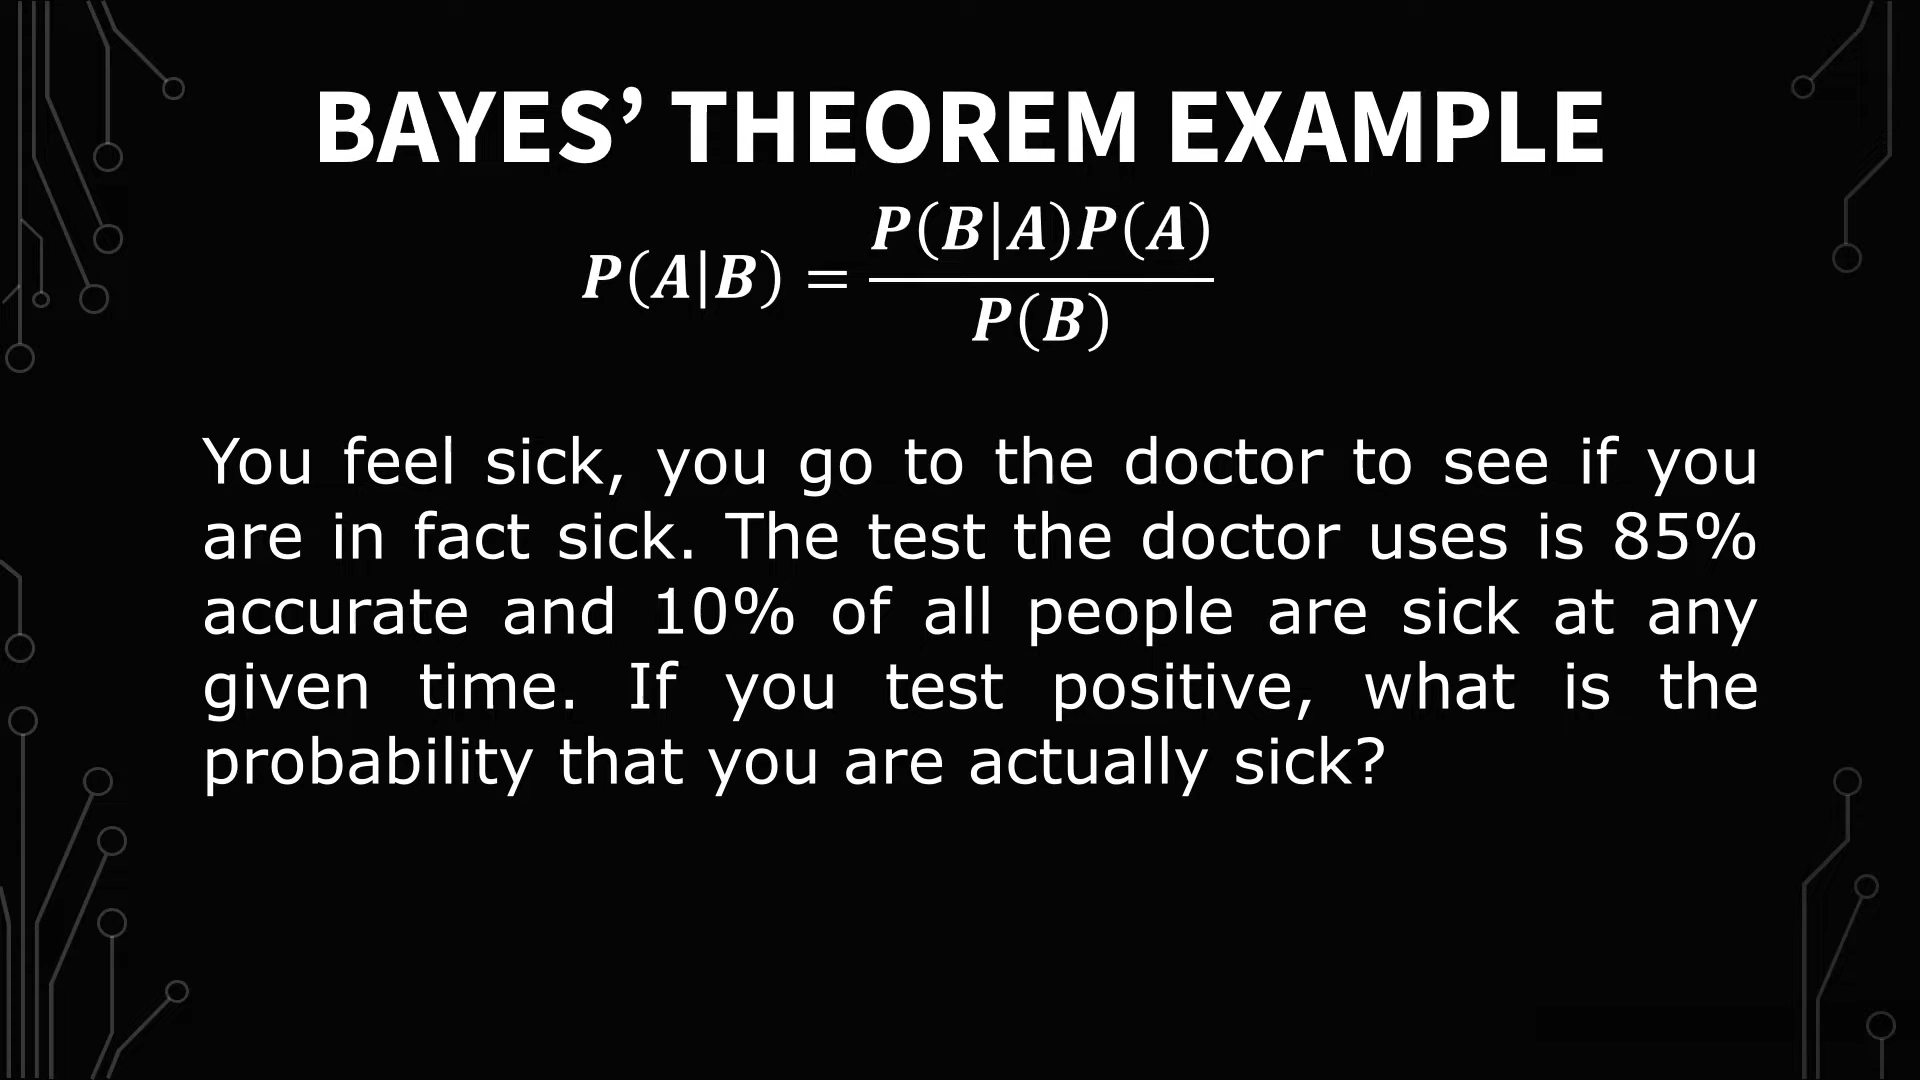 BAYES’ THEOREM EXAMPLE
P(A|B) = P(B|A)P(A) / P(B)
You feel sick, you go to the doctor to see if you
are in fact sick. The test the doctor uses is 85%
accurate and 10% of all people are sick at any
given time. If you test positive, what is the
probability that you are actually sick?